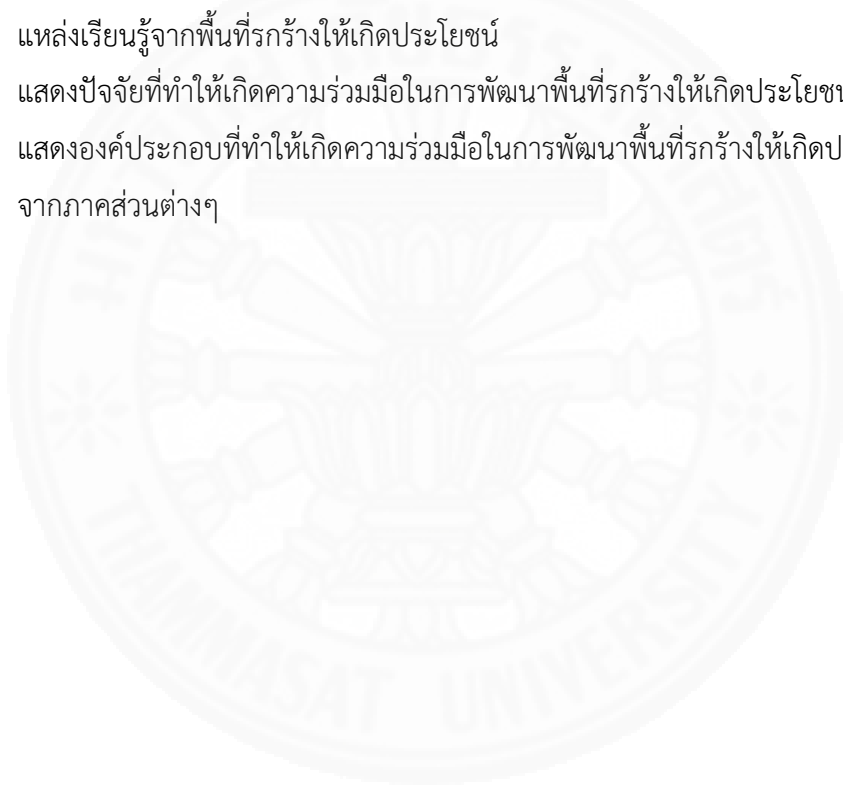 แหล่งเรียนรู้จากพื้นที่รกร้างให้เกิดประโยชน์
แสดงปัจจัยที่ทำให้เกิดความร่วมมือในการพัฒนาพื้นที่รกร้างให้เกิดประโยชน
แสดงองค์ประกอบที่ทำให้เกิดความร่วมมือในการพัฒนาพื้นที่รกร้างให้เกิดป
จากภาคส่วนต่างๆ
THAMMASAT UNIVERSITY